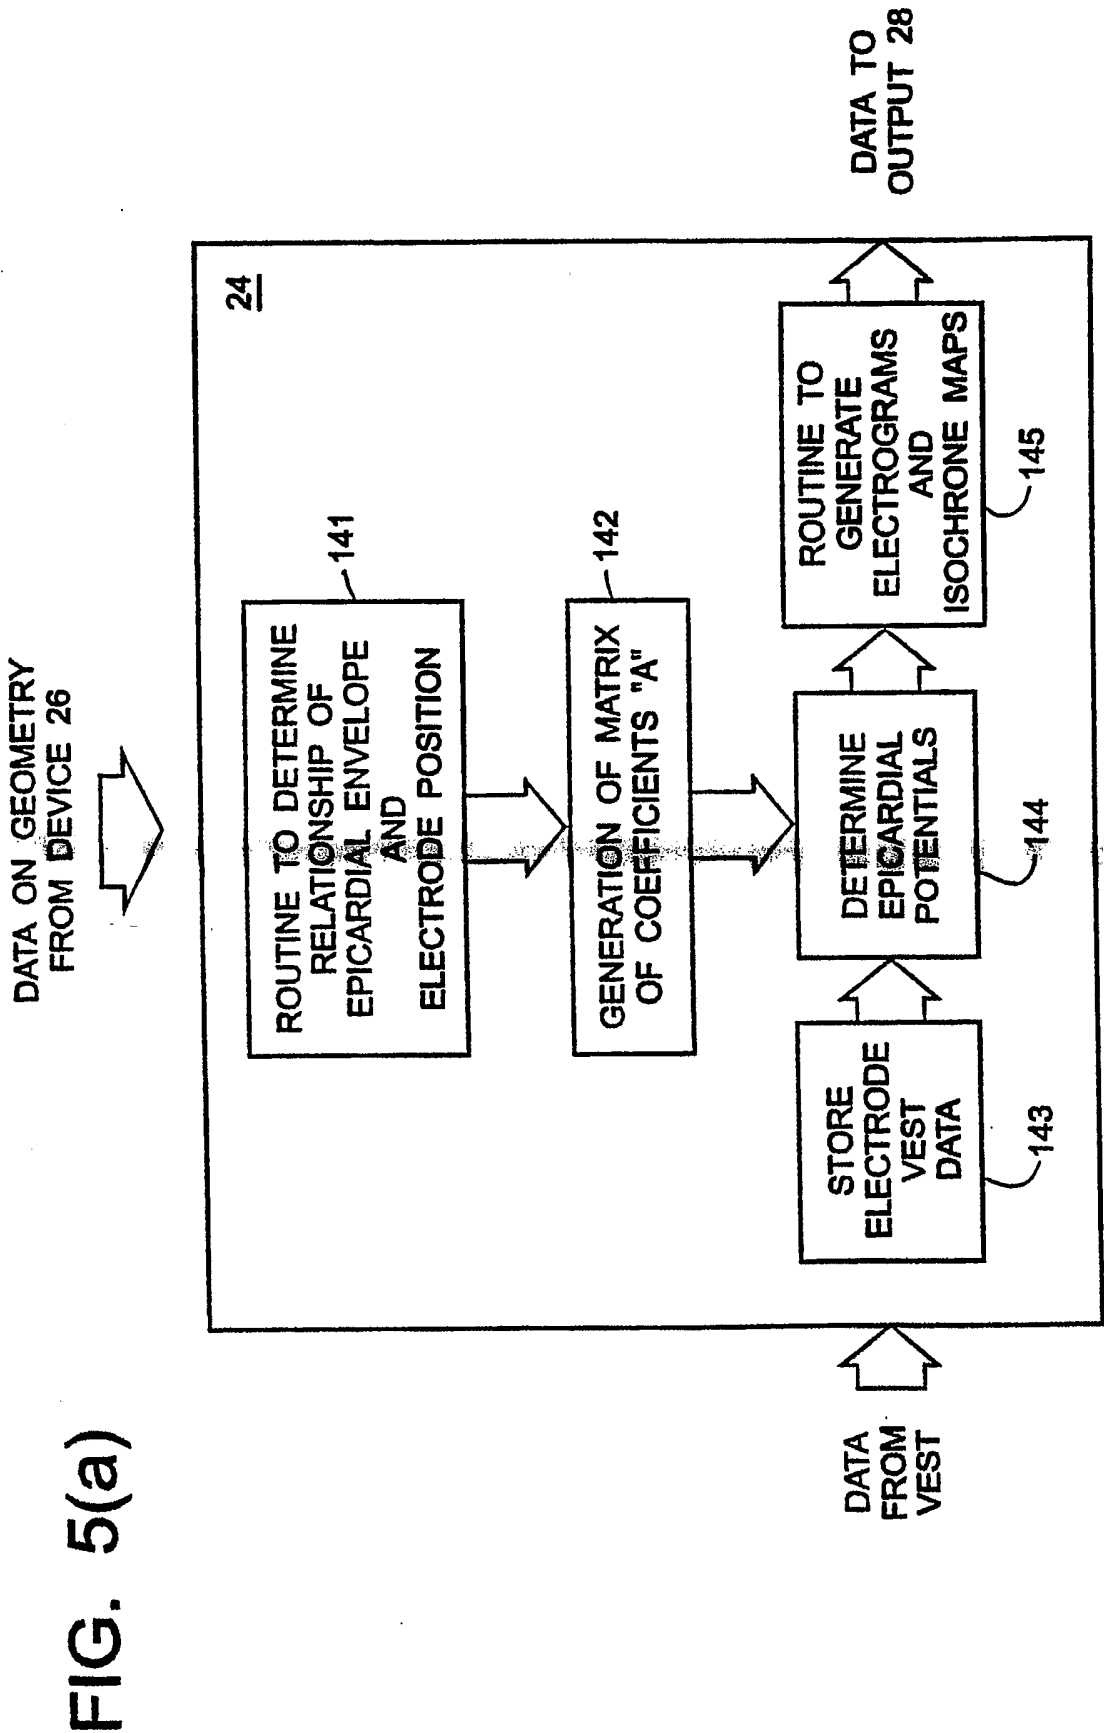 FIG. 5(a)
DATA ON GEOMETRY
FROM DEVICE 26
24
ROUTINE TO DETERMINE
RELATIONSHIP OF
EPICARDIAL ENVELOPE
AND
ELECTRODE POSITION
141
GENERATION OF MATRIX
OF COEFFICIENTS "A"
142
DATA
FROM
VEST
STORE
ELECTRODE
VEST
DATA
143
DETERMINE
EPICARDIAL
POTENTIALS
144
ROUTINE TO
GENERATE
ELECTROGRAMS
AND
ISOCHRONE MAPS
145
DATA TO
OUTPUT 28